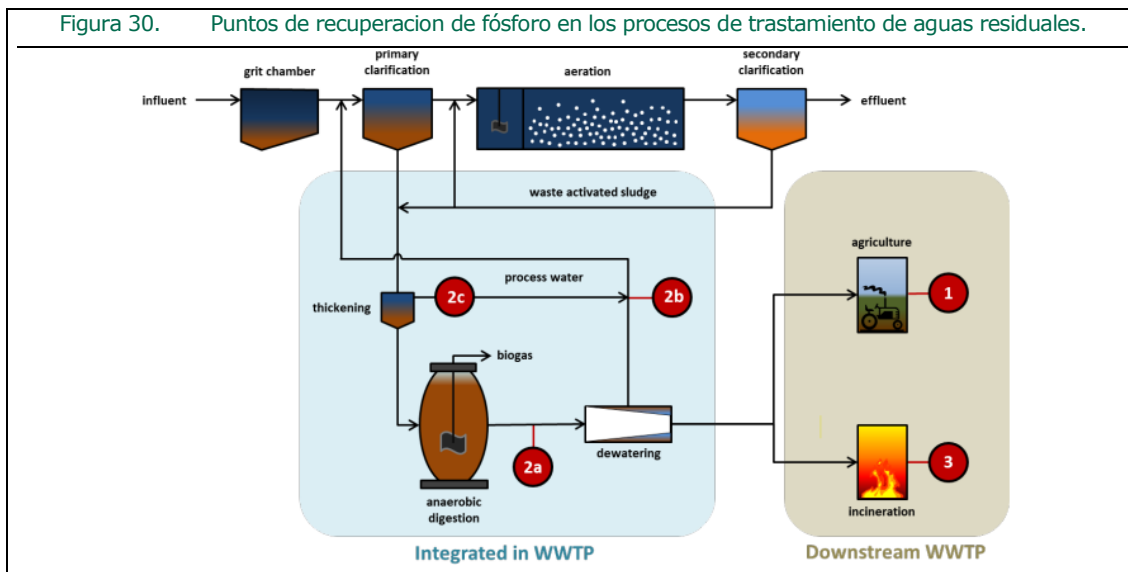 Figura 30. Puntos de recuperacion de fósforo en los procesos de trastamiento de aguas residuales.
grit chamber
primary
clarification
aeration
secondary
clarification
influent
effluent
waste activated sludge
agriculture
process water
2c
2b
1
thickening
biogas
2a
dewatering
3
anaerobic
digestion
incineration
Integrated in WWTP
Downstream WWTP